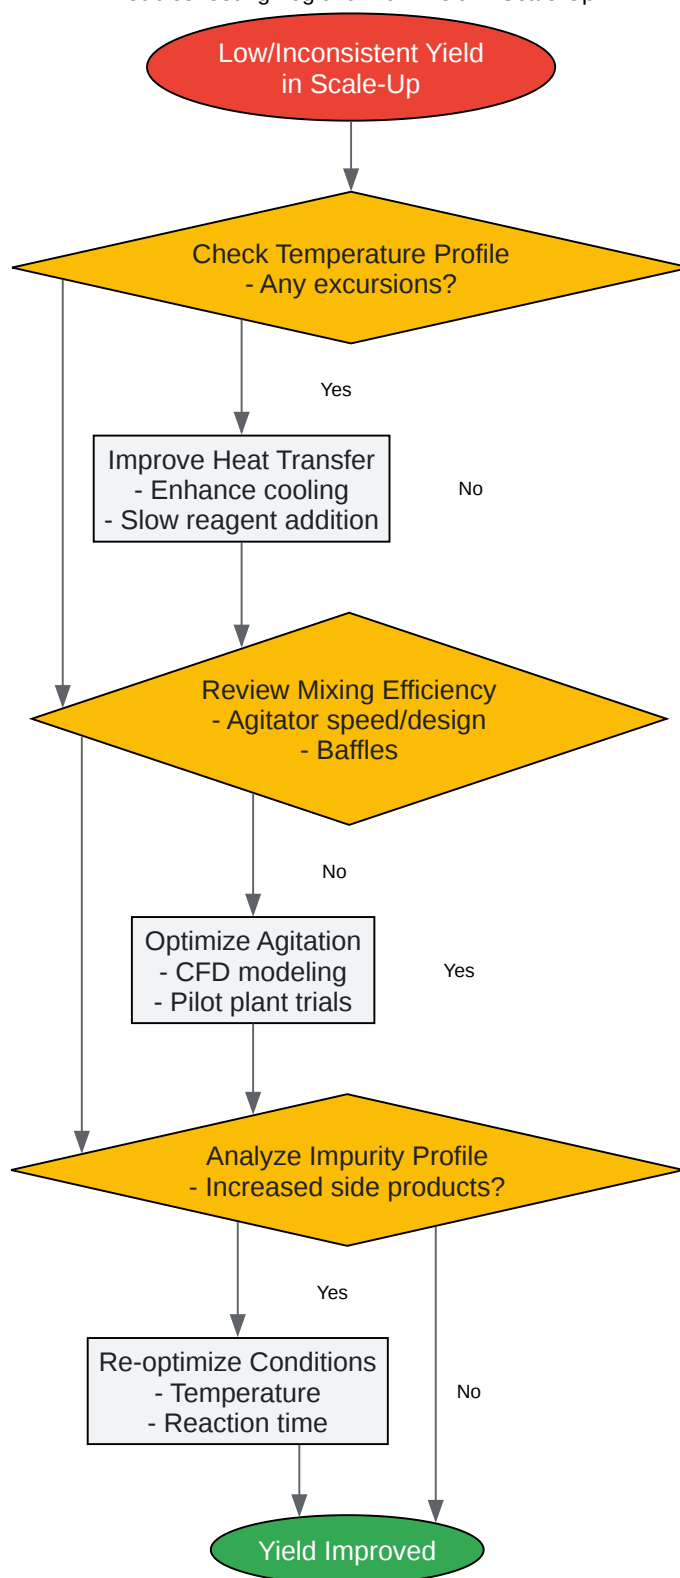 Low/Inconsistent Yield
in Scale-Up
Check Temperature Profile
- Any excursions?
Yes
Improve Heat Transfer
- Enhance cooling
- Slow reagent addition
No
Review Mixing Efficiency
- Agitator speed/design
- Baffles
No
Optimize Agitation
- CFD modeling
- Pilot plant trials
Yes
Analyze Impurity Profile
- Increased side products?
Yes
Re-optimize Conditions
- Temperature
- Reaction time
No
Yield Improved